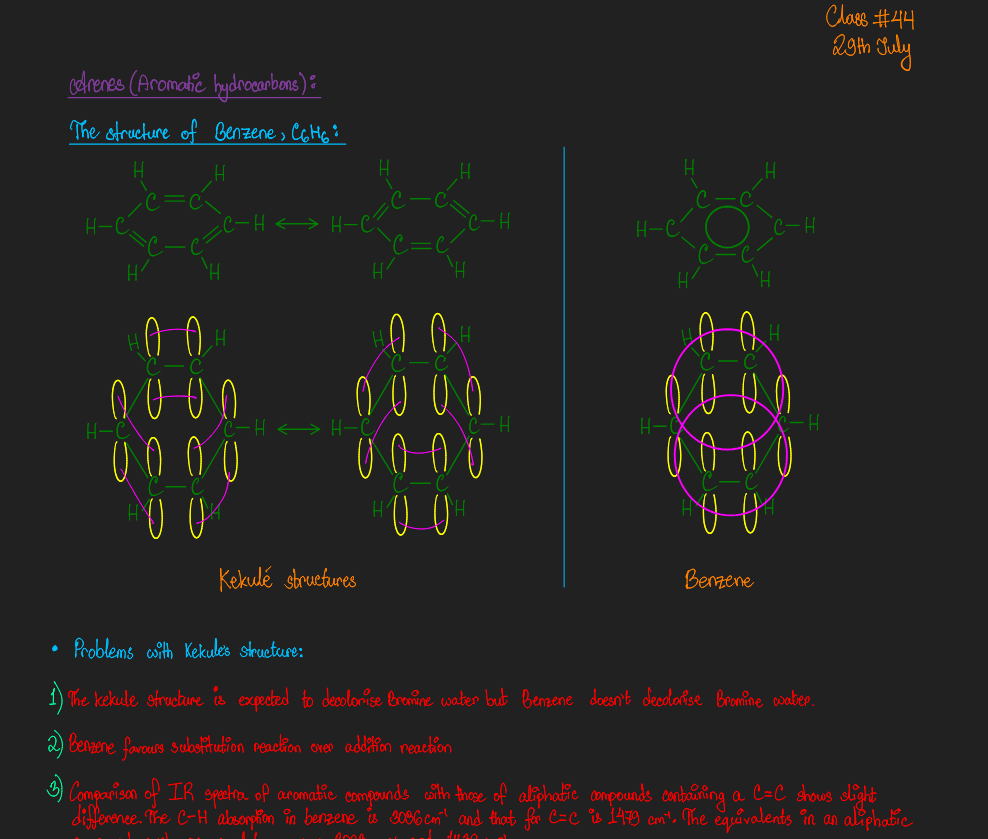 Class #44
29th July
Arenes (Aromatic hydrocarbons):
The structure of Benzene, C₆H₆:
H H H H H H
C = C C — C C — C
H — C C — H ↔ H — C C — H H — C C — H
C — C C = C C — C
H H H H H H
H H H H H H
C — C C — C C — C
H — C C — H ↔ H — C C — H H — C C — H
C — C C — C C — C
H H H H H H
Kekulé structures Benzene
• Problems with Kekule's structure:
1) The kekule structure is expected to decolorise Bromine water but Benzene doesn't decolorise Bromine water.
2) Benzene favours substitution reaction over addition reaction
3) Comparison of IR spectra of aromatic compounds with those of aliphatic compounds containing a C=C shows slight
difference. The C-H absorption in benzene is 3036 cm⁻¹ and that for C=C is 1479 cm⁻¹. The equivalents in an aliphatic